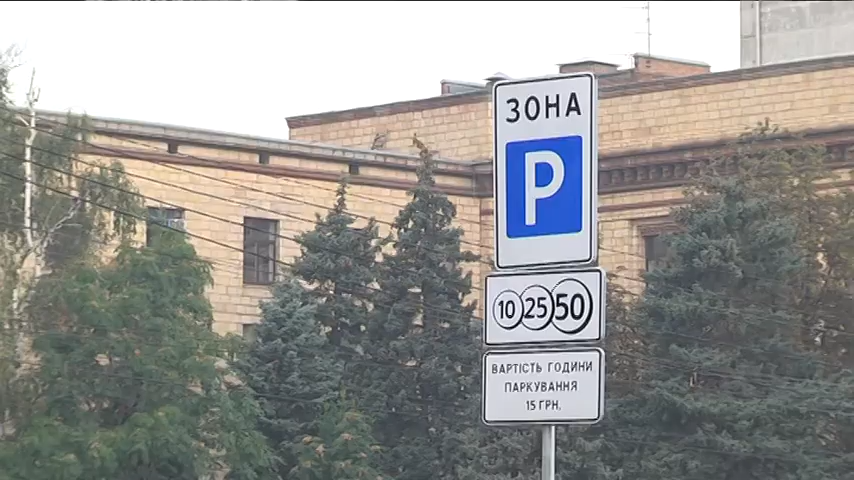 ЗОНА
P
10 25 50
ВАРТІСТЬ ГОДИНИ
ПАРКУВАННЯ
15 ГРН.